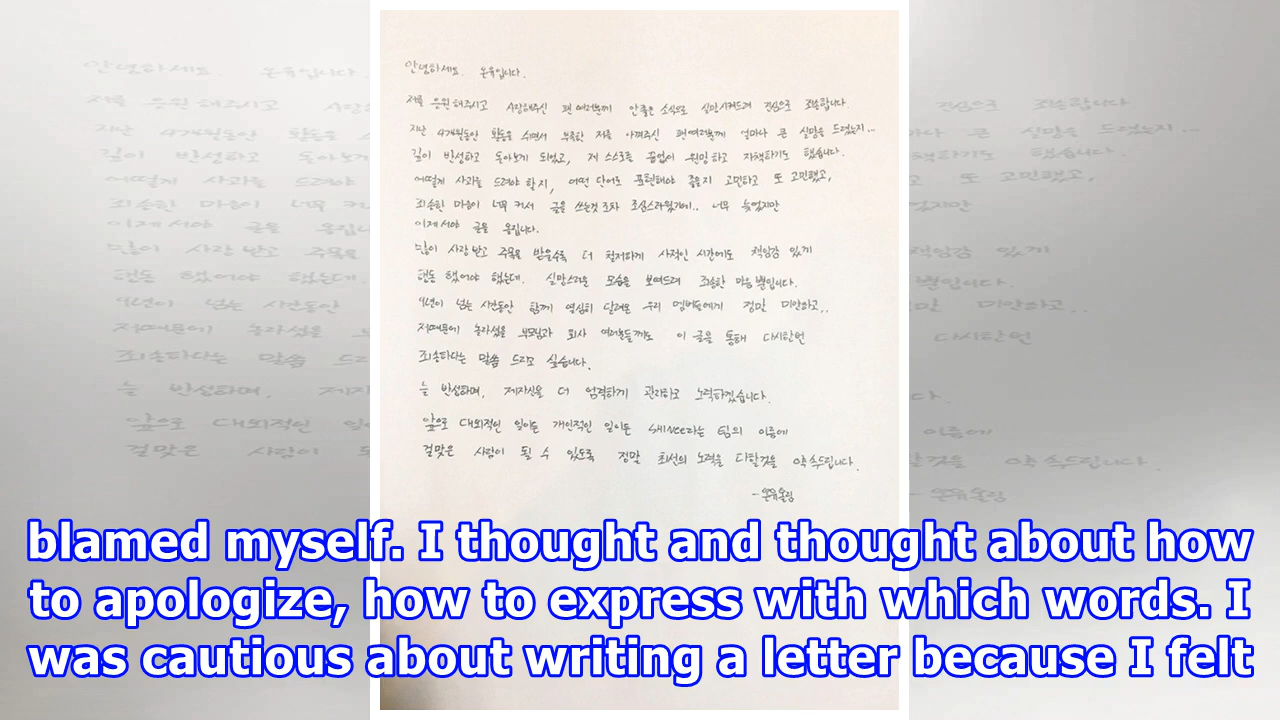 안녕하세요. 온유입니다.
저를 응원해주시고 사랑해주신 팬 여러분께 안좋은 소식으로 실망시켜드려 진심으로 죄송합니다
지난 4개월동안 활동을 쉬면서 부족한 저를 아껴주신 팬여러분께 얼마나 큰 실망을 드렸는지...
깊이 반성하고 돌아보게 되었고, 제 스스로를 끝없이 원망하고 자책하기도 했습니다.
어떻게 사과를 드려야 할지, 어떤 단어로 표현해야 좋을지 고민하고 또 고민했고,
죄송한 마음이 너무 커서 글을 쓰는것 조차 조심스러웠기에.. 너무 늦었지만
이제서야 글을 올립니다.
많이 사랑받고 주목을 받을수록 더 철저하게 사적인 시간에도 책임감 있게
행동 했어야 했는데. 실망스러운 모습을 보여드려 죄송한 마음 뿐입니다.
9년이 넘는 시간동안 함께 열심히 달려온 우리 멤버들에게 정말 미안하고..
저때문에 놀라셨을 부모님과 회사 여러분들께도 이 글을 통해 다시한번
죄송하다는 말씀 드리고 싶습니다.
늘 반성하며, 제자신을 더 엄격하게 관리하고 노력하겠습니다.
앞으로 대외적인 일이든 개인적인 일이든 SHINee라는 팀의 이름에
걸맞은 사람이 될 수 있도록 정말 최선의 노력을 다할것을 약속드립니다.
- 온유올림
blamed myself. I thought and thought about how
to apologize, how to express with which words. I
was cautious about writing a letter because I felt